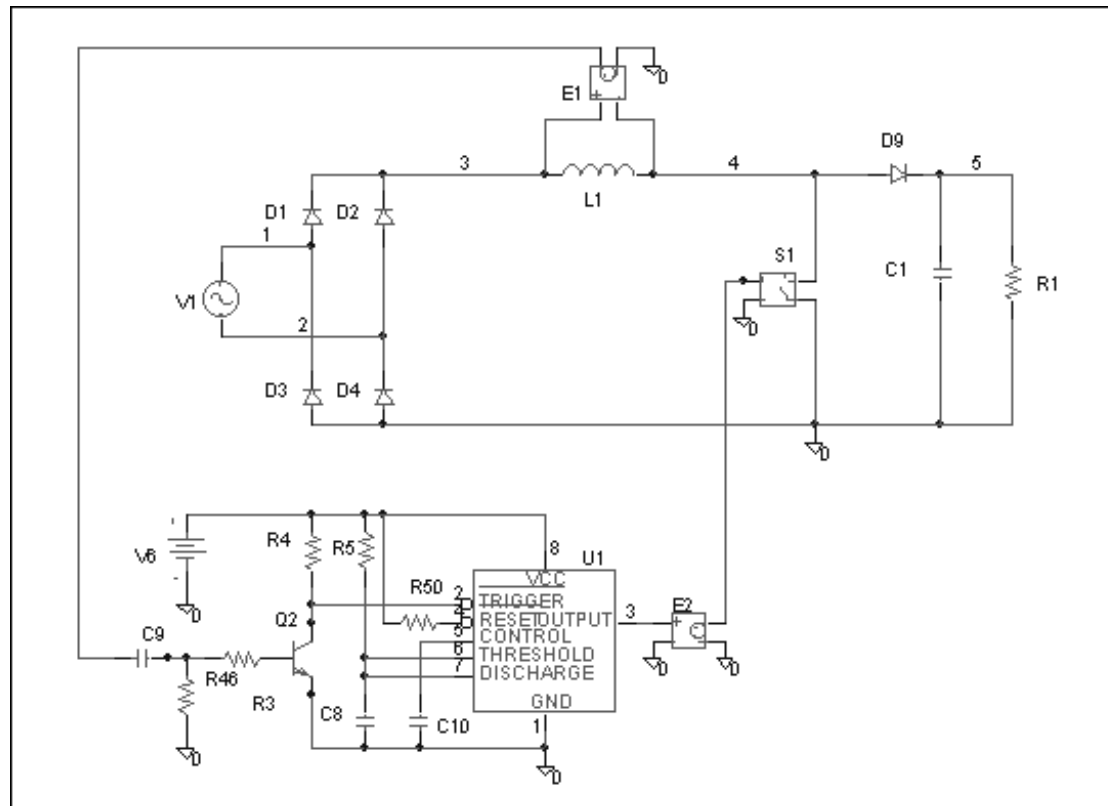 0
E1
D9
3
4
5
L1
D1
D2
1
S1
C1
R1
0
V1
2
D3
D4
0
V6
R4
R5
8
U1
VCC
R50
2
TRIGGER
4
RESET
OUTPUT
3
E2
5
CONTROL
6
THRESHOLD
7
DISCHARGE
0
Q2
C9
R46
R3
0
0
C8
C10
GND
1
0
0